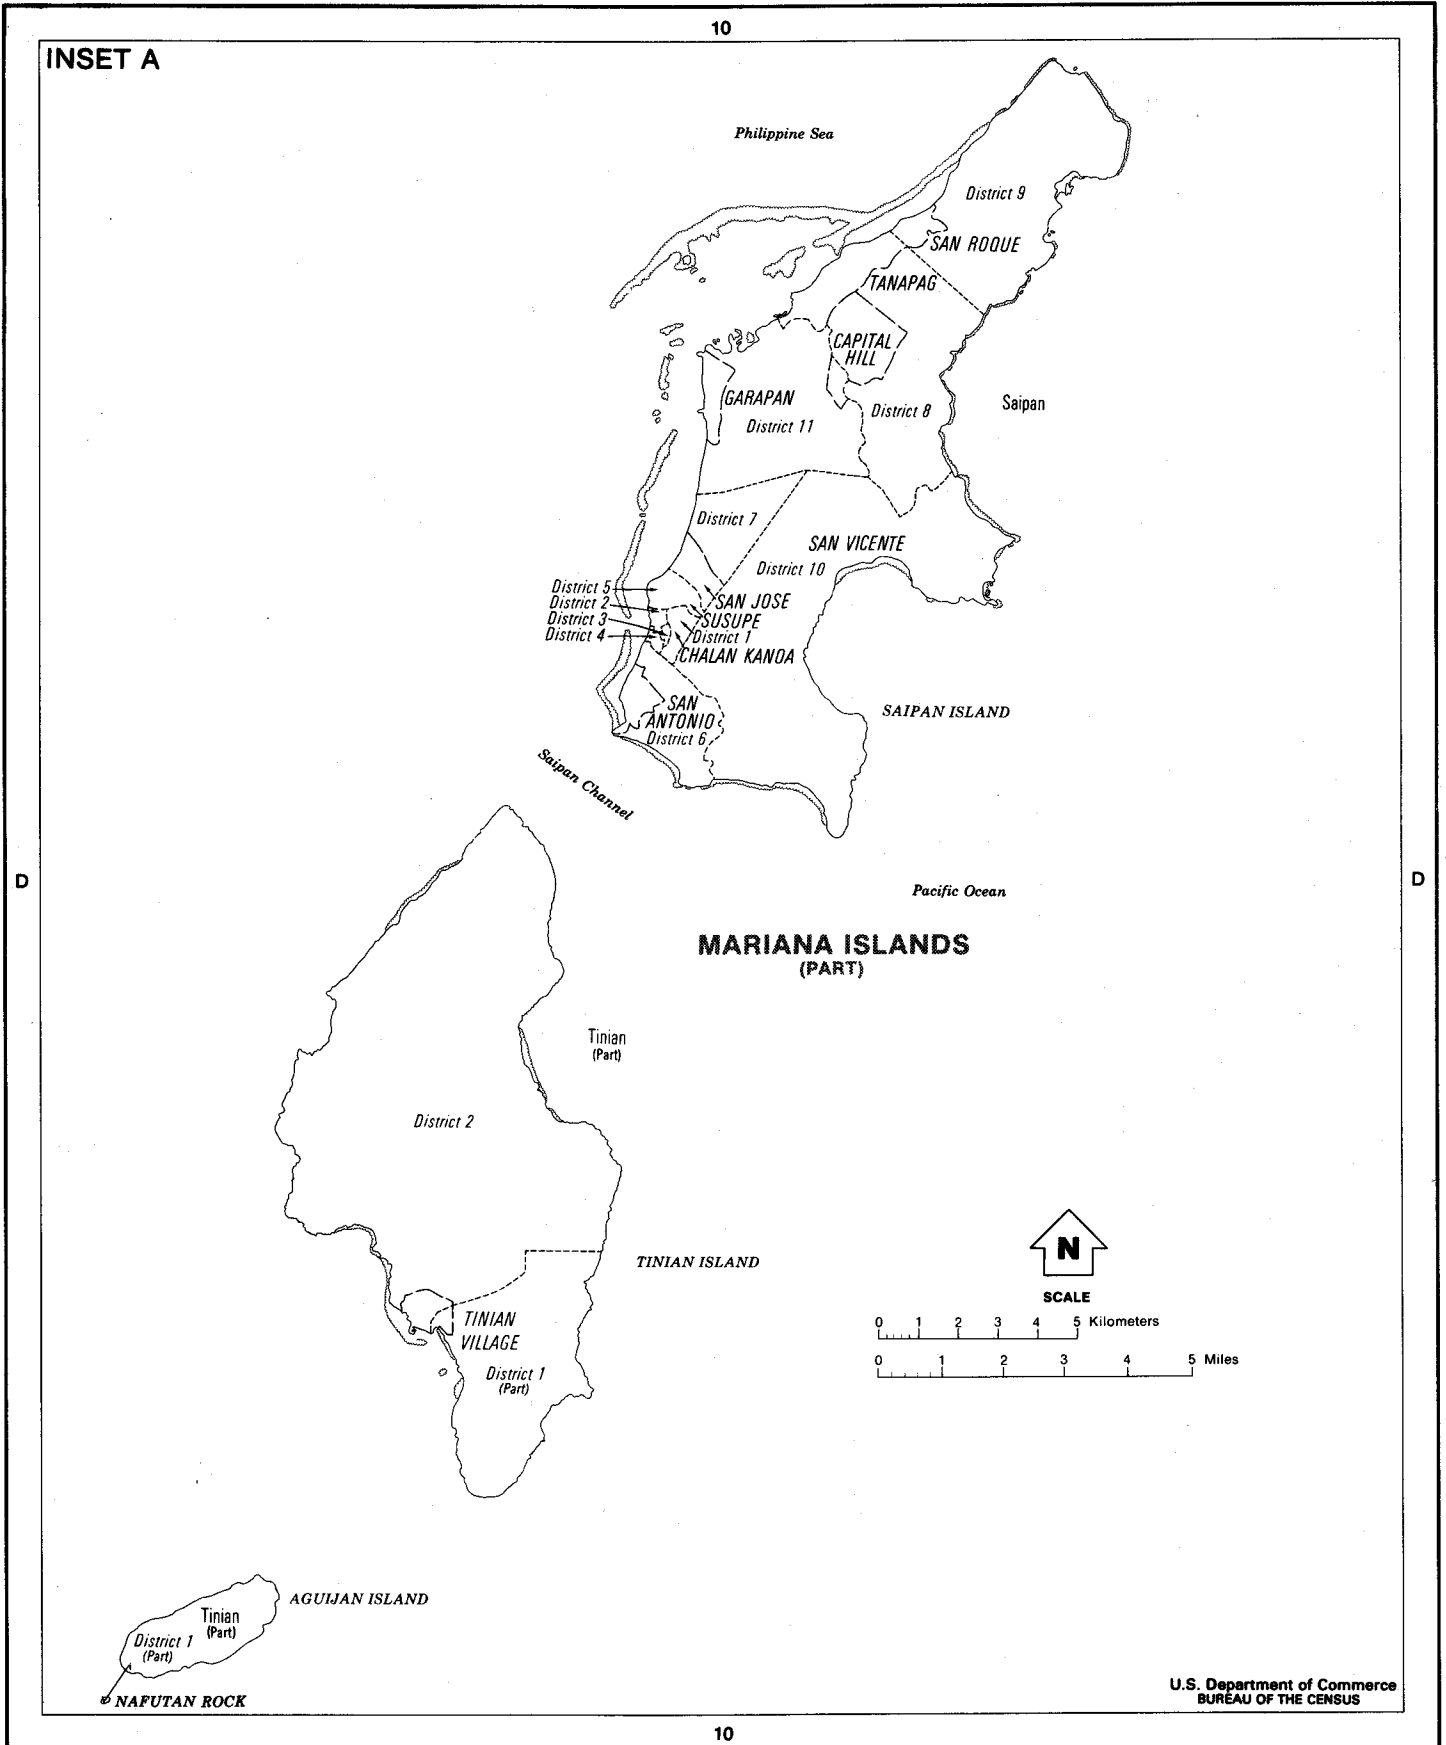 10
INSET A
Philippine Sea
District 9
SAN ROQUE
TANAPAG
CAPITAL
HILL
GARAPAN
District 8
Saipan
District 11
District 7
SAN VICENTE
District 10
District 5
SAN JOSE
District 2
District 3
SUSUPE
District 4
District 1
CHALAN KANOA
SAN
ANTONIO
District 6
SAIPAN ISLAND
Saipan Channel
D
D
Pacific Ocean
MARIANA ISLANDS
(PART)
Tinian
(Part)
District 2
TINIAN ISLAND
N
SCALE
0 1 2 3 4 5 Kilometers
0 1 2 3 4 5 Miles
TINIAN
VILLAGE
District 1
(Part)
AGUIJAN ISLAND
Tinian
(Part)
District 1
(Part)
NAFUTAN ROCK
U.S. Department of Commerce
BUREAU OF THE CENSUS
10